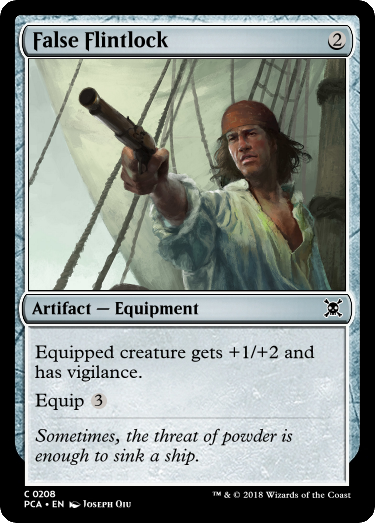 False Flintlock 2
Artifact — Equipment
Equipped creature gets +1/+2 and
has vigilance.
Equip 3
Sometimes, the threat of powder is
enough to sink a ship.
C 0208
PCA • EN Joseph Qiu
™ & © 2018 Wizards of the Coast